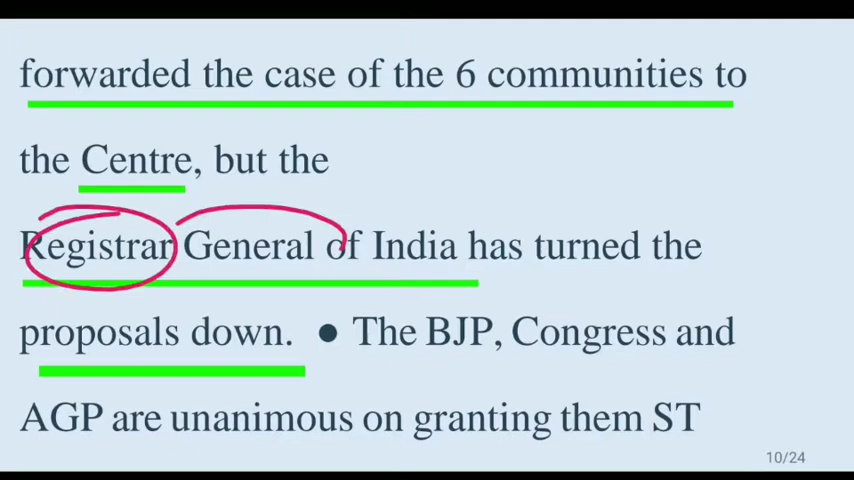 forwarded the case of the 6 communities to
the Centre, but the
Registrar General of India has turned the
proposals down. ● The BJP, Congress and
AGP are unanimous on granting them ST
10/24